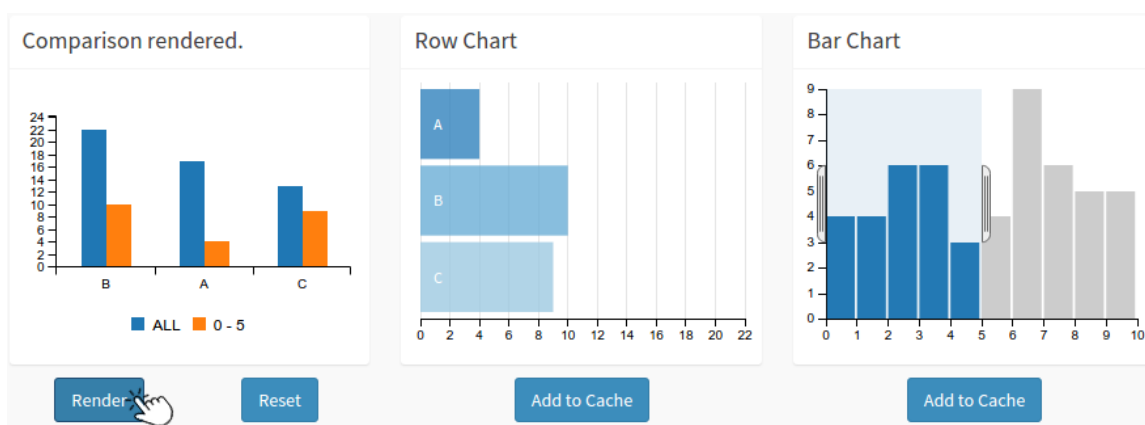 Comparison rendered.
24
22
20
18
16
14
12
10
8
6
4
2
0
B A C
ALL 0 - 5
Render Reset
Row Chart
A
B
C
0 2 4 6 8 10 12 14 16 18 20 22
Add to Cache
Bar Chart
9
8
7
6
5
4
3
2
1
0
0 1 2 3 4 5 6 7 8 9 10
Add to Cache